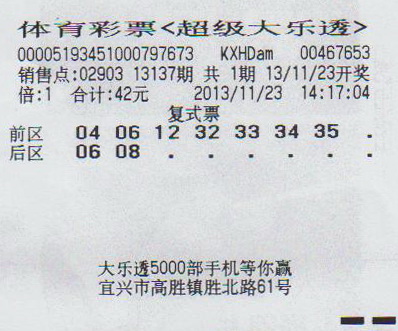 体育彩票<超级大乐透>
000051934510007​97673 KXHDam 00467653
销售点:02903 13137期 共 1期 13/11/23开奖
倍:1 合计:42元 2013/11/23 14:17:04
复式票
前区 04 06 12 32 33 34 35 .
后区 06 08 . . . . . .
大乐透5000部手机等你赢
宜兴市高胜镇胜北路61号